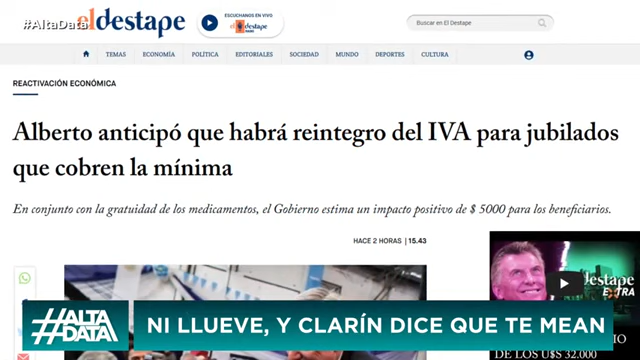 #AltaData
eldestape
ESCUCHANOS EN VIVO
el destape
RADIO
Buscar en El Destape
TEMAS ECONOMÍA POLÍTICA EDITORIALES SOCIEDAD MUNDO DEPORTES CULTURA
REACTIVACIÓN ECONÓMICA
Alberto anticipó que habrá reintegro del IVA para jubilados
que cobren la mínima
En conjunto con la gratuidad de los medicamentos, el Gobierno estima un impacto positivo de $ 5000 para los beneficiarios.
HACE 2 HORAS | 15.43
destape
EXTRA
#ALTA
DATA
NI LLUEVE, Y CLARÍN DICE QUE TE MEAN
DE LOS U$S 32.000